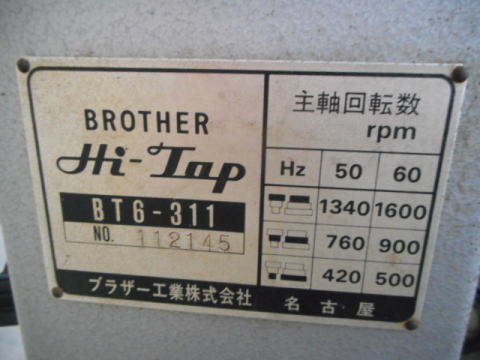 BROTHER
Hi-Tap
BT6-311
NO. 112145
ブラザー工業株式会社
主軸回転数
rpm
Hz 50 60
1340 1600
760 900
420 500
名古屋